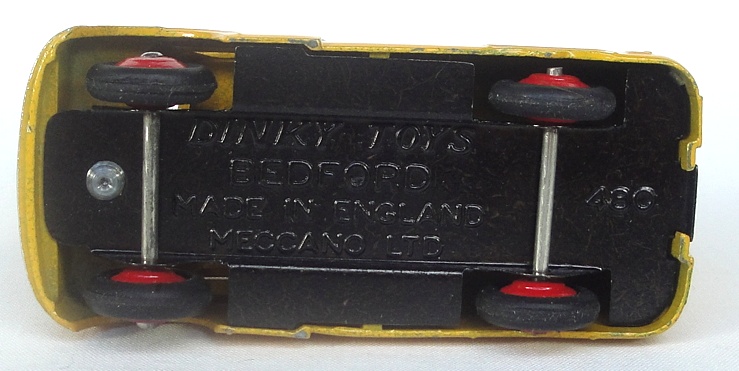 DINKY TOYS
BEDFORD
MADE IN ENGLAND
MECCANO LTD
480